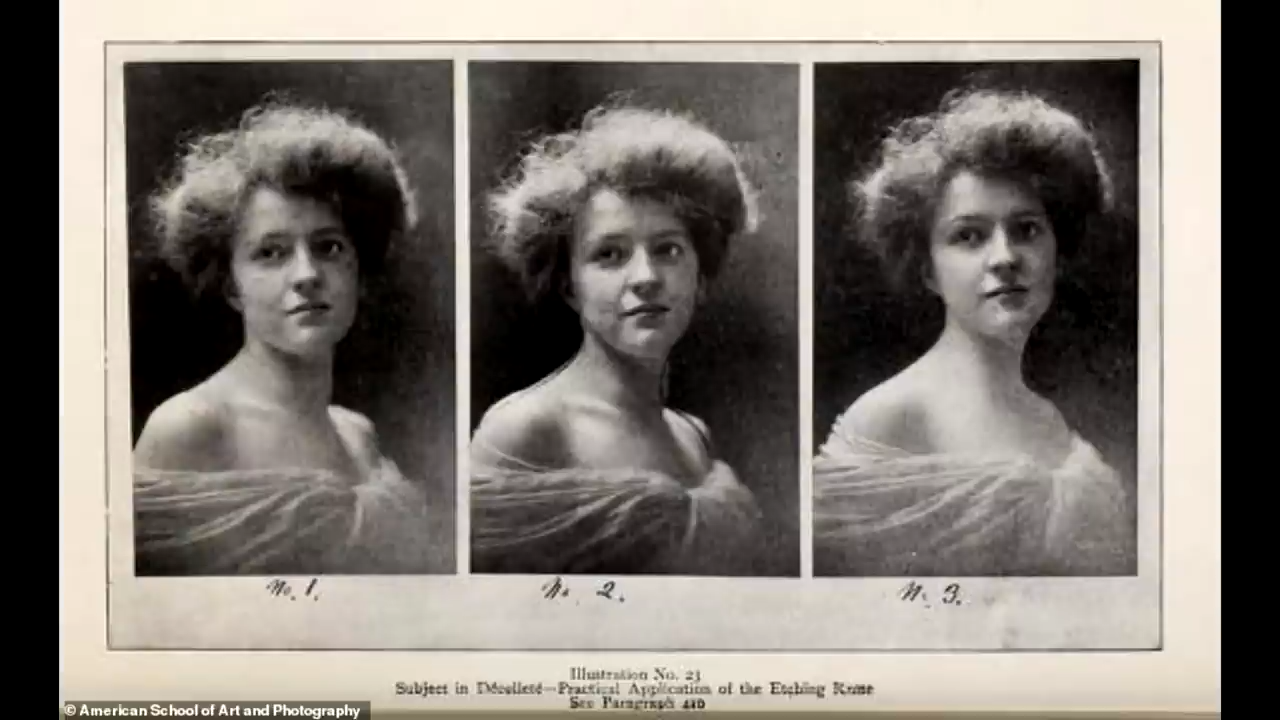 No. 1.
No. 2.
No. 3.
Illustration No. 23
Subject in Décolleté—Practical Application of the Etching Knife
See Paragraph 410
© American School of Art and Photography